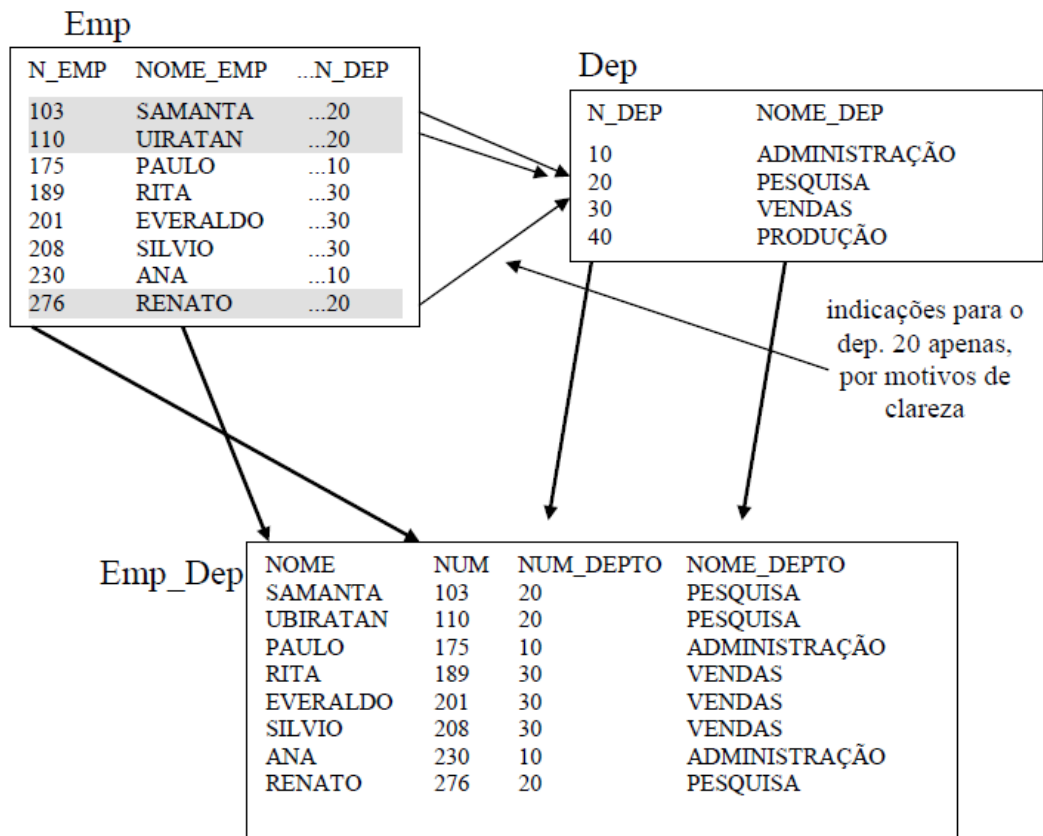 Emp
N_EMP NOME_EMP ...N_DEP
103 SAMANTA ...20
110 UIRATAN ...20
175 PAULO ...10
189 RITA ...30
201 EVERALDO ...30
208 SILVIO ...30
230 ANA ...10
276 RENATO ...20
Dep
N_DEP NOME_DEP
10 ADMINISTRAÇÃO
20 PESQUISA
30 VENDAS
40 PRODUÇÃO
indicações para o
dep. 20 apenas,
por motivos de
clareza
Emp_Dep
NOME NUM NUM_DEPTO NOME_DEPTO
SAMANTA 103 20 PESQUISA
UBIRATAN 110 20 PESQUISA
PAULO 175 10 ADMINISTRAÇÃO
RITA 189 30 VENDAS
EVERALDO 201 30 VENDAS
SILVIO 208 30 VENDAS
ANA 230 10 ADMINISTRAÇÃO
RENATO 276 20 PESQUISA